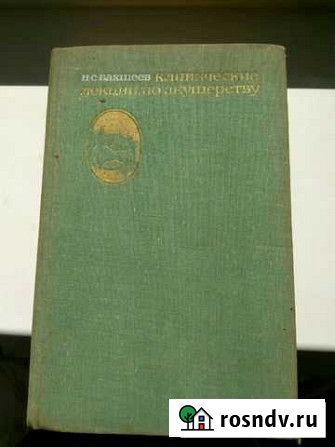 Н С БАКШЕЕВ КЛИНИЧЕСКИЕ
ЛЕКЦИИ ПО АКУШЕРСТВУ
rosndv.ru